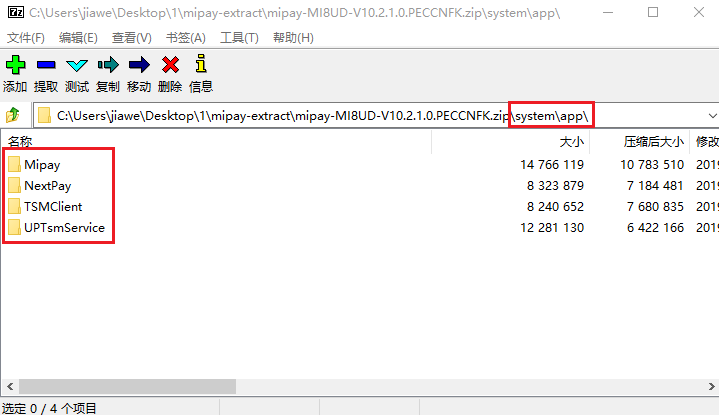 C:\Users\jiawe\Desktop\1\mipay-extract\mipay-MI8UD-V10.2.1.0.PECCNFK.zip\system\app\
文件(F) 编辑(E) 查看(V) 书签(A) 工具(T) 帮助(H)
添加 提取 测试 复制 移动 删除 信息
C:\Users\jiawe\Desktop\1\mipay-extract\mipay-MI8UD-V10.2.1.0.PECCNFK.zip\system\app\
名称 大小 压缩后大小 修改
Mipay 14 766 119 10 783 510 2019
NextPay 8 323 879 7 184 481 2019
TSMClient 8 240 652 7 680 835 2019
UPTsmService 12 281 130 6 422 166 2019
选定 0 / 4 个项目